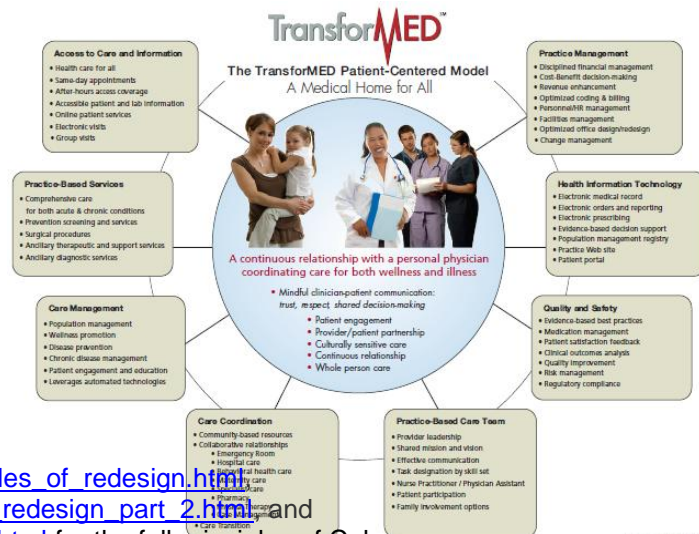 TransforMED™
The TransforMED Patient-Centered Model
A Medical Home for All
Access to Care and Information
• Health care for all
• Same-day appointments
• After-hours access coverage
• Accessible patient and lab information
• Online patient services
• Electronic visits
• Group visits
Practice Management
• Disciplined financial management
• Cost-Benefit decision-making
• Revenue enhancement
• Optimized coding & billing
• Personnel/HR management
• Facilities management
• Optimized office design/redesign
• Change management
Practice-Based Services
• Comprehensive care
for both acute & chronic conditions
• Prevention screening and services
• Surgical procedures
• Ancillary therapeutic and support services
• Ancillary diagnostic services
Health Information Technology
• Electronic medical record
• Electronic orders and reporting
• Electronic prescribing
• Evidence-based decision support
• Population management registry
• Practice Web site
• Patient portal
A continuous relationship with a personal physician
coordinating care for both wellness and illness
• Mindful clinician-patient communication:
trust, respect, shared decision-making
• Patient engagement
• Provider/patient partnership
• Culturally sensitive care
• Continuous relationship
• Whole person care
Care Management
• Population management
• Wellness promotion
• Disease prevention
• Chronic disease management
• Patient engagement and education
• Leverages automated technologies
Quality and Safety
• Evidence-based best practices
• Medication management
• Patient satisfaction feedback
• Clinical outcomes analysis
• Quality improvement
• Risk management
• Regulatory compliance
Care Coordination
• Community-based resources
• Collaborative relationships
• Emergency Room
• Hospital care
• Behavioral health care
• Maternity care
• Pharmacy
• Care Transition
Practice-Based Care Team
• Provider leadership
• Shared mission and vision
• Effective communication
• Task designation by skill set
• Nurse Practitioner / Physician Assistant
• Patient participation
• Family involvement options
les_of_redesign.html,
_redesign_part_2.html, and